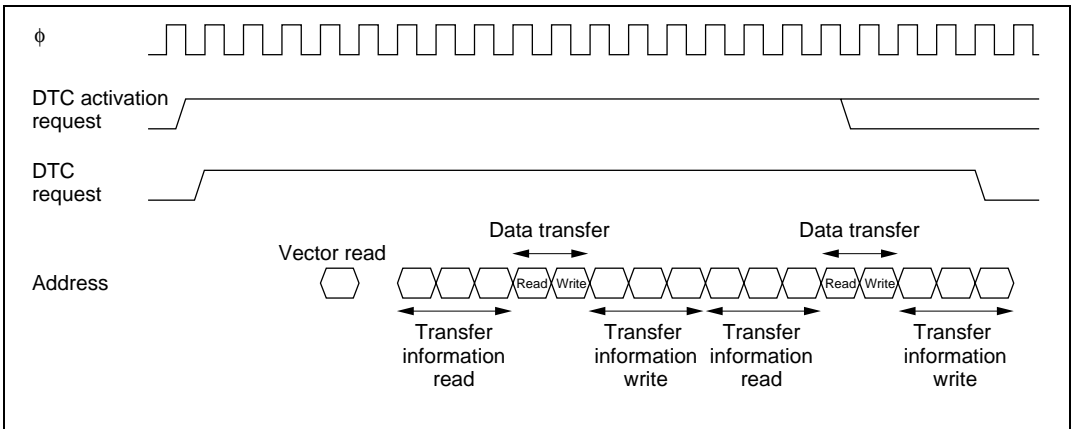 ϕ
DTC activation
request
DTC
request
Data transfer Data transfer
Vector read
Address
Read Write Read Write
Transfer Transfer Transfer Transfer
information information information information
read write read write